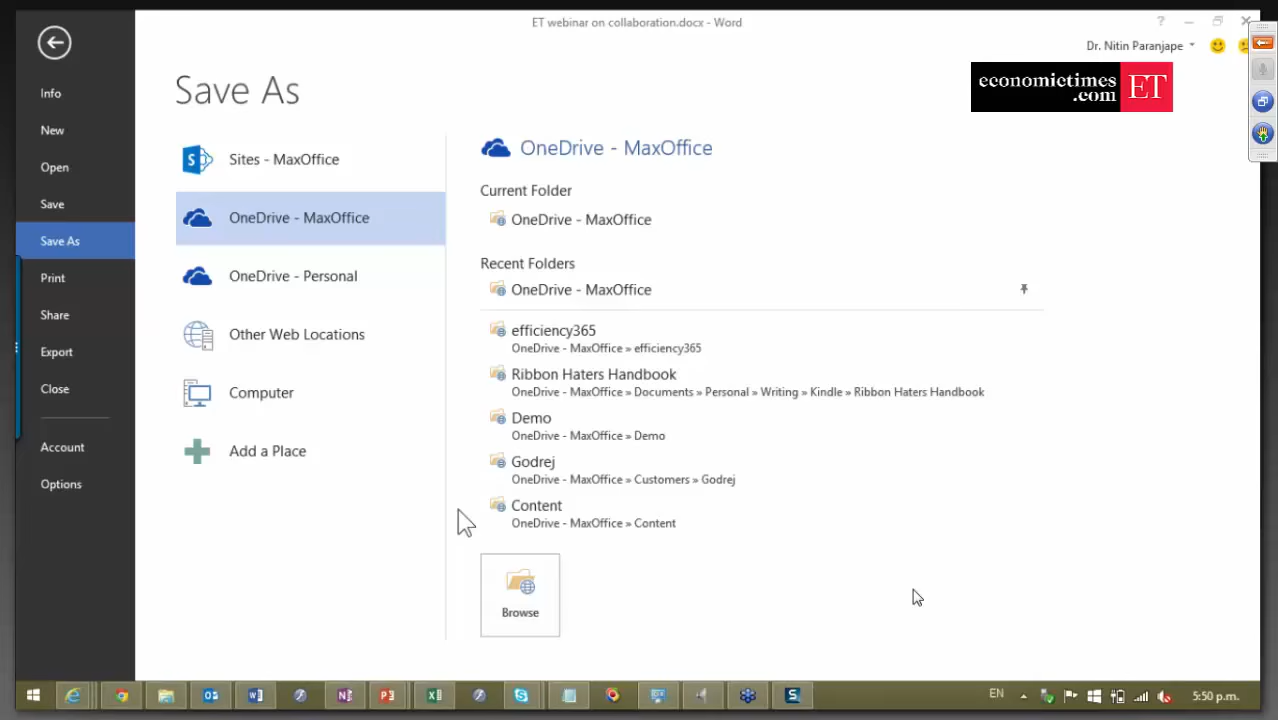 ET webinar on collaboration.docx - Word
Dr. Nitin Paranjape
economictimes
.com
ET
Info
New
Open
Save
Save As
Print
Share
Export
Close
Account
Options
Save As
Sites - MaxOffice
OneDrive - MaxOffice
OneDrive - Personal
Other Web Locations
Computer
Add a Place
OneDrive - MaxOffice
Current Folder
OneDrive - MaxOffice
Recent Folders
OneDrive - MaxOffice
efficiency365
OneDrive - MaxOffice » efficiency365
Ribbon Haters Handbook
OneDrive - MaxOffice » Documents » Personal » Writing » Kindle » Ribbon Haters Handbook
Demo
OneDrive - MaxOffice » Demo
Godrej
OneDrive - MaxOffice » Customers » Godrej
Content
OneDrive - MaxOffice » Content
Browse
EN
5:50 p.m.